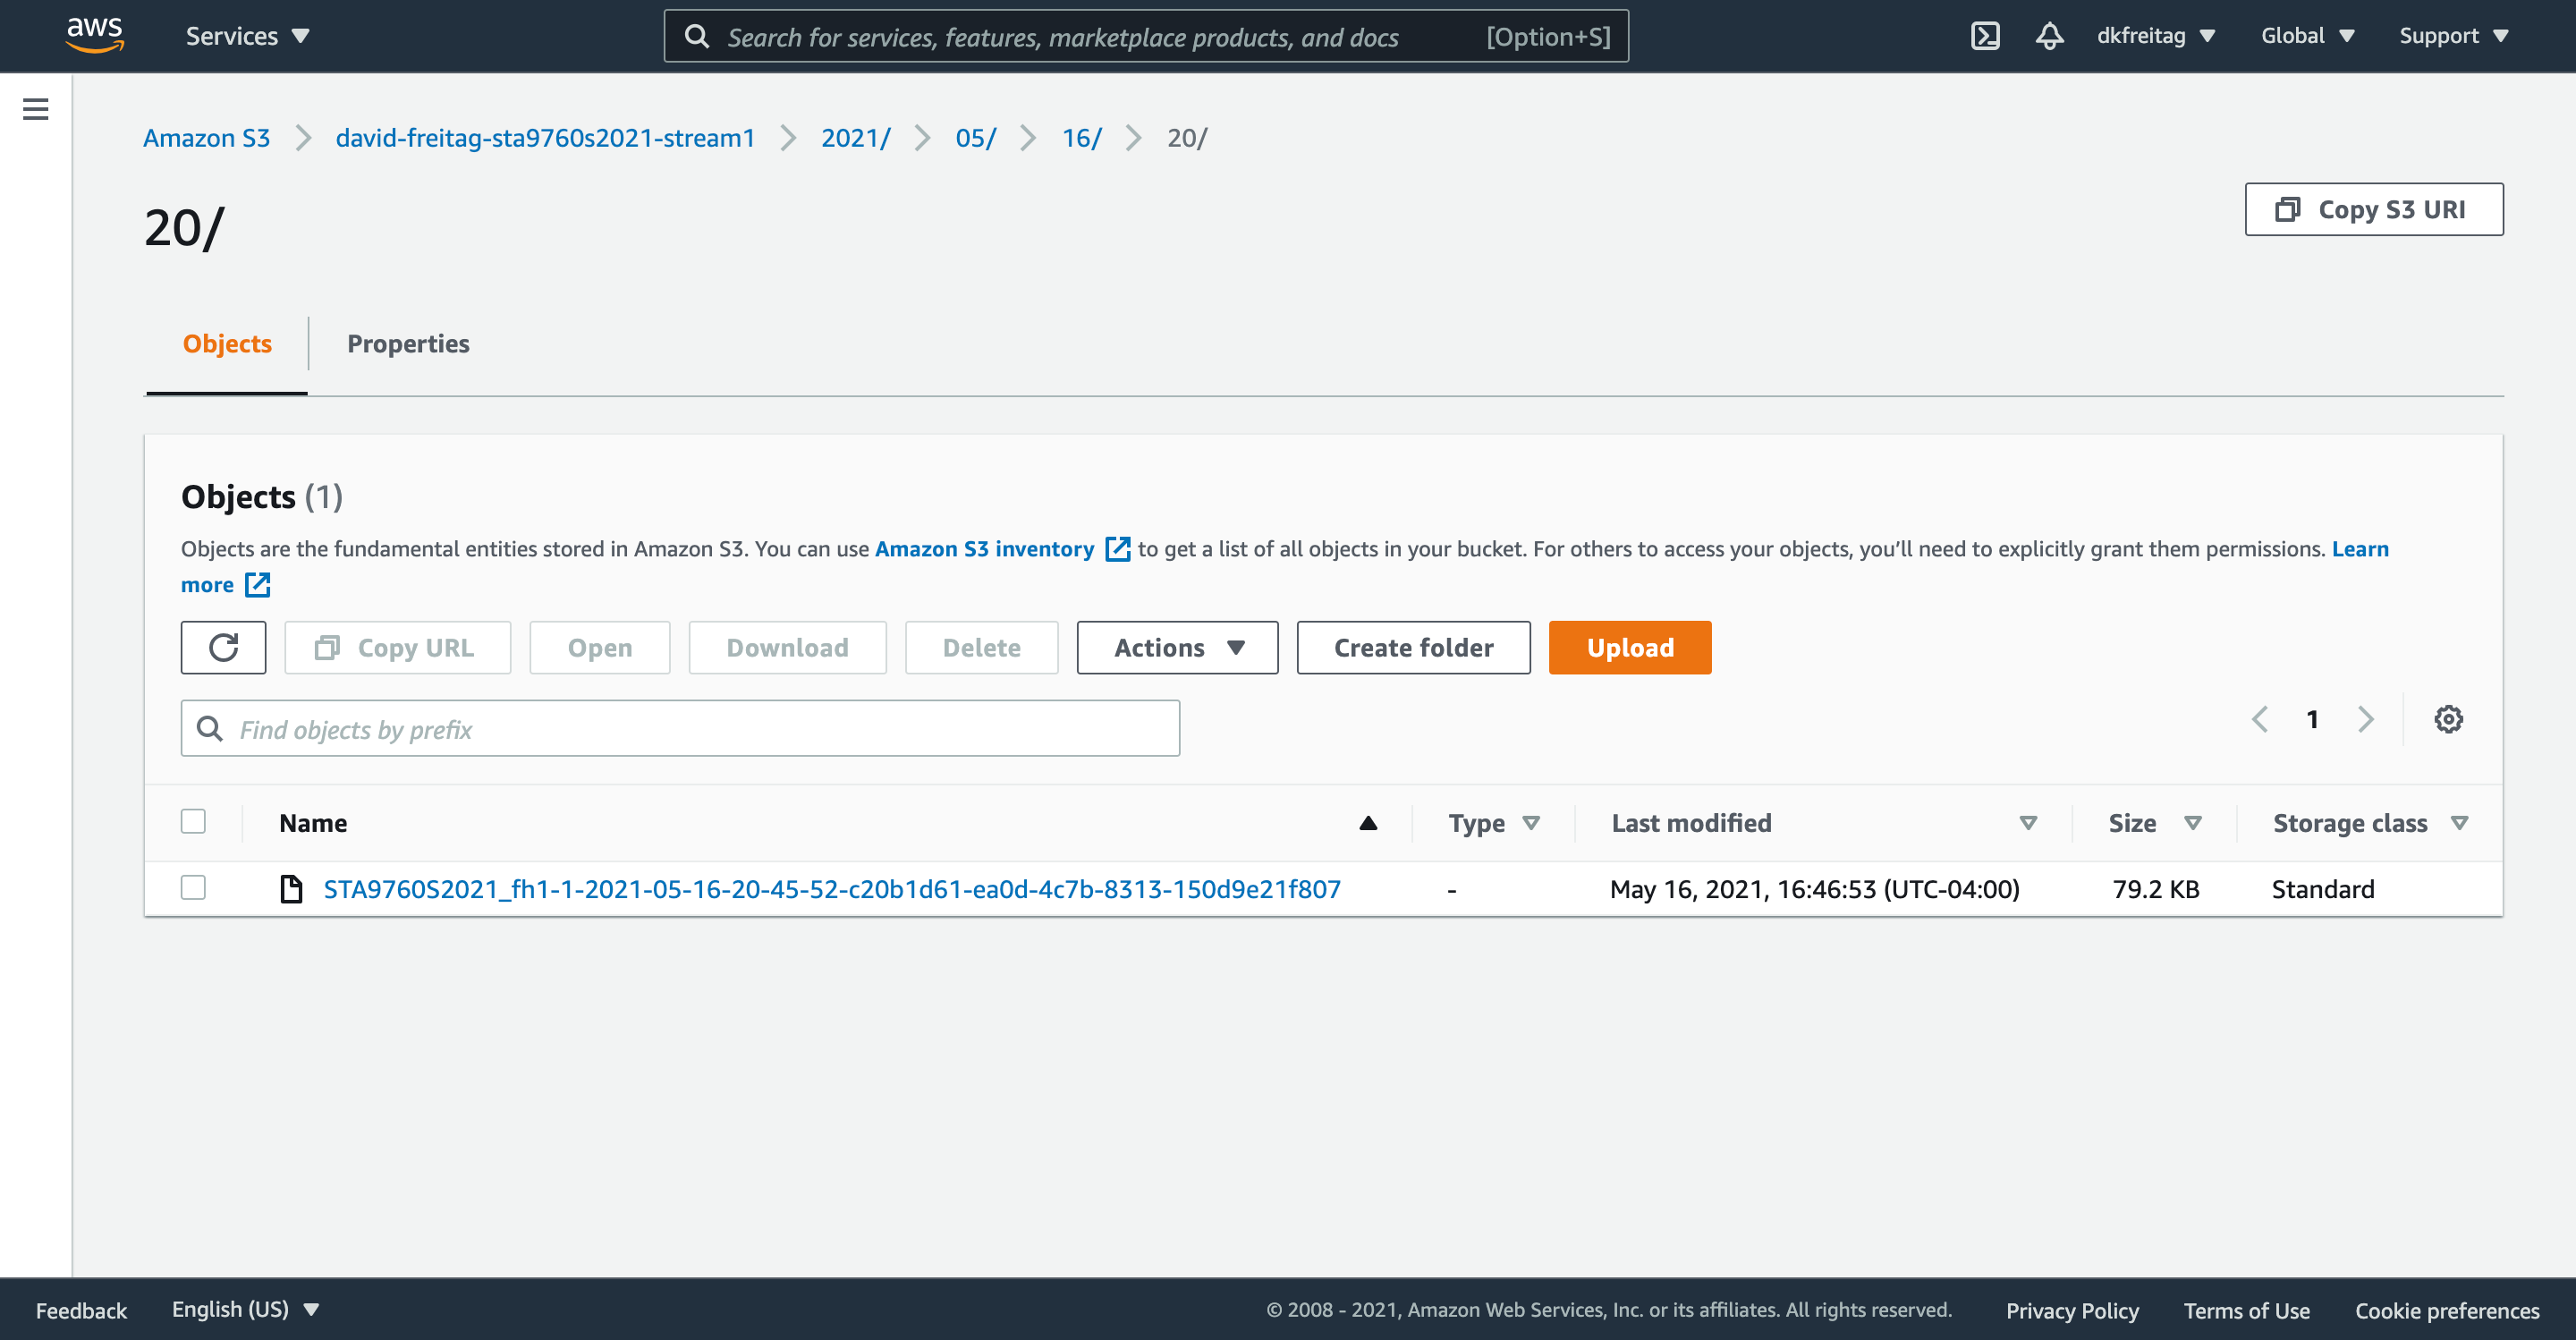 aws Services Search for services, features, marketplace products, and docs [Option+S] dkfreitag Global Support
Amazon S3 david-freitag-sta9760s2021-stream1 2021/ 05/ 16/ 20/
20/
Copy S3 URI
Objects Properties
Objects (1)
Objects are the fundamental entities stored in Amazon S3. You can use Amazon S3 inventory to get a list of all objects in your bucket. For others to access your objects, you’ll need to explicitly grant them permissions. Learn
more
Copy URL Open Download Delete Actions Create folder Upload
Find objects by prefix 1
Name Type Last modified Size Storage class
STA9760S2021_fh1-1-2021-05-16-20-45-52-c20b1d61-ea0d-4c7b-8313-150d9e21f807 - May 16, 2021, 16:46:53 (UTC-04:00) 79.2 KB Standard
Feedback English (US) © 2008 - 2021, Amazon Web Services, Inc. or its affiliates. All rights reserved. Privacy Policy Terms of Use Cookie preferences